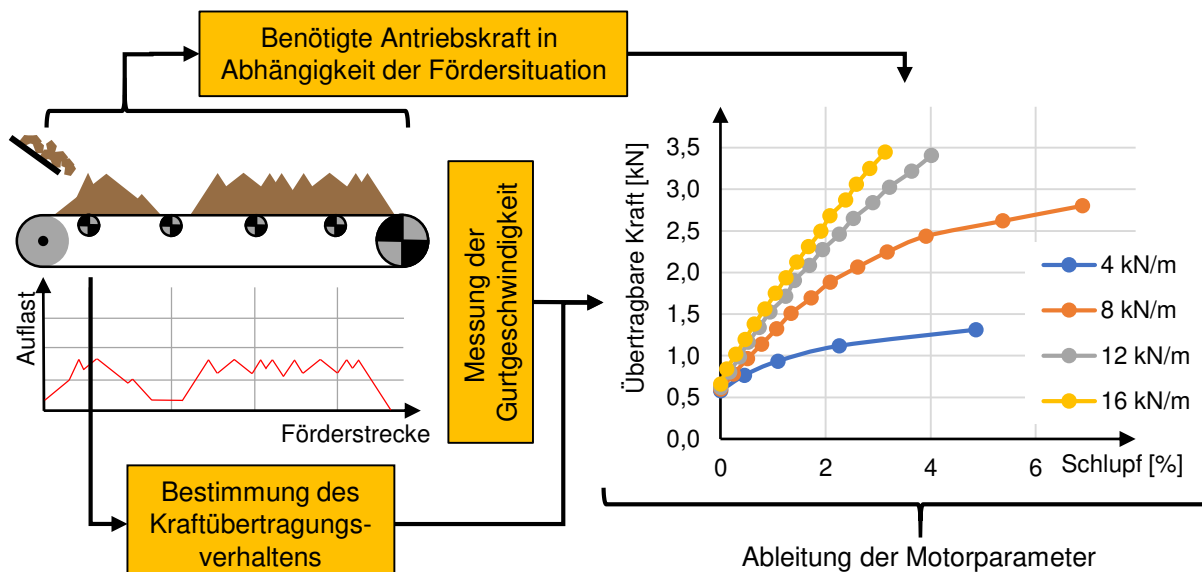 Benötigte Antriebskraft in
Abhängigkeit der Fördersituation
Auflast
Förderstrecke
Messung der
Gurtgeschwindigkeit
Bestimmung des
Kraftübertragungs-
verhaltens
Übertragbare Kraft [kN]
3,5
3,0
2,5
2,0
1,5
1,0
0,5
0,0
0 2 4 6 Schlupf [%]
4 kN/m
8 kN/m
12 kN/m
16 kN/m
Ableitung der Motorparameter